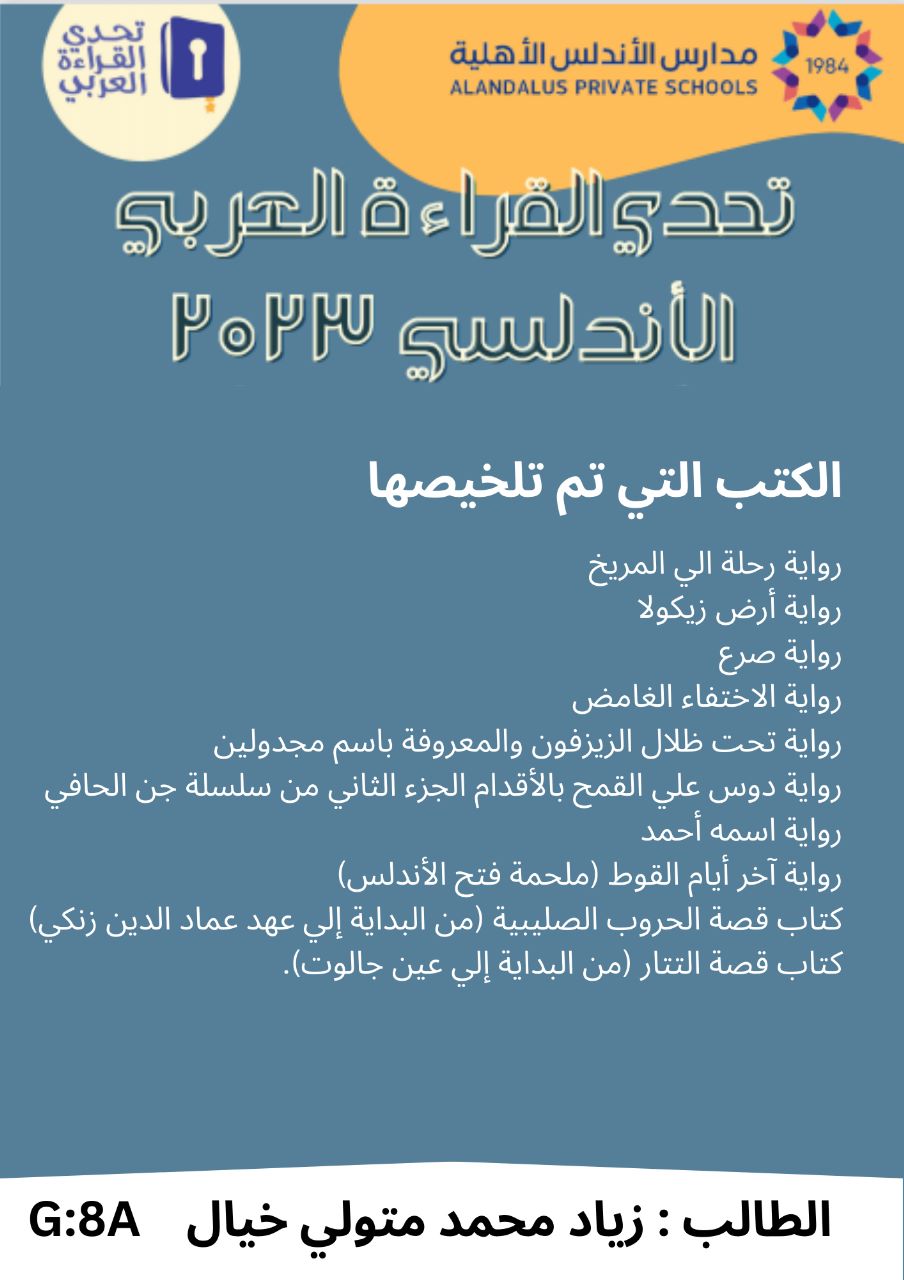 تحدي
القراءة
العربي
مدارس الأندلس الأهلية
ALANDALUS PRIVATE SCHOOLS
1984
تحدي القراءة العربي
الأندلسي ٢٠٢٣
الكتب التي تم تلخيصها
رواية رحلة الي المريخ
رواية أرض زيكولا
رواية صرع
رواية الاختفاء الغامض
رواية تحت ظلال الزيزفون والمعروفة باسم مجدولين
رواية دوس علي القمح بالأقدام الجزء الثاني من سلسلة جن الحافي
رواية اسمه أحمد
رواية آخر أيام القوط (ملحمة فتح الأندلس)
كتاب قصة الحروب الصليبية (من البداية إلي عهد عماد الدين زنكي)
كتاب قصة التتار (من البداية إلي عين جالوت).
الطالب : زياد محمد متولي خيال G:8A